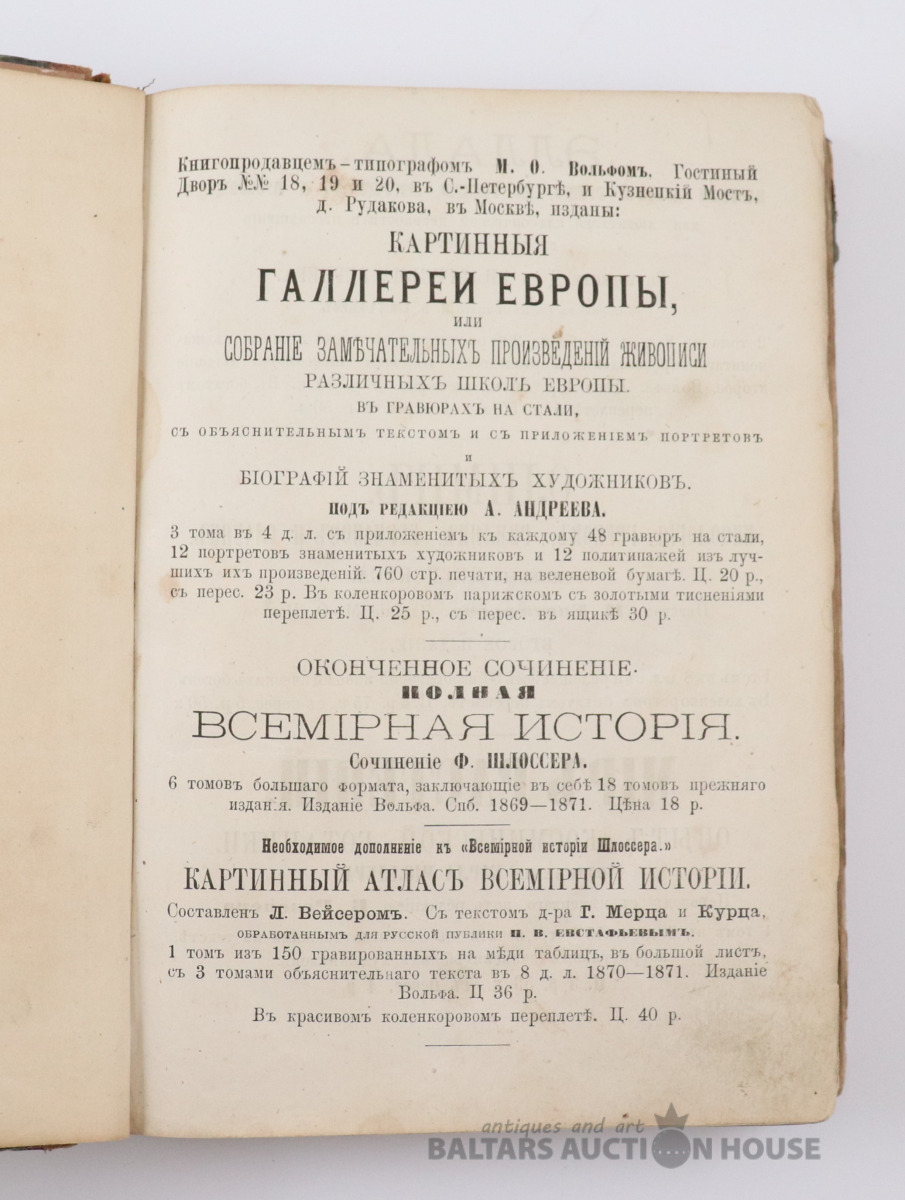 Книгопродавцемъ-типографомъ М. О. Вольфомъ, Гостиный
Дворъ №№ 18, 19 и 20, въ С.-Петербургѣ, и Кузнецкій Мостъ,
д. Рудакова, въ Москвѣ, изданы:
КАРТИННЫЯ
ГАЛЛЕРЕИ ЕВРОПЫ,
ИЛИ
СОБРАНІЕ ЗАМѢЧАТЕЛЬНЫХЪ ПРОИЗВЕДЕНІЙ ЖИВОПИСИ
РАЗЛИЧНЫХЪ ШКОЛЪ ЕВРОПЫ.
ВЪ ГРАВЮРАХЪ НА СТАЛИ,
СЪ ОБЪЯСНИТЕЛЬНЫМЪ ТЕКСТОМЪ И СЪ ПРИЛОЖЕНІЕМЪ ПОРТРЕТОВЪ
И
БІОГРАФІЙ ЗНАМЕНИТЫХЪ ХУДОЖНИКОВЪ.
ПОДЪ РЕДАКЦІЕЮ А. АНДРЕЕВА.
3 тома въ 4 д. л. съ приложеніемъ къ каждому 48 гравюръ на стали,
12 портретовъ знаменитыхъ художниковъ и 12 политипажей изъ луч-
шихъ ихъ произведеній. 760 стр. печати, на веленевой бумагѣ. Ц. 20 р.,
съ перес. 23 р. Въ коленкоровомъ парижскомъ съ золотыми тисненіями
переплетѣ. Ц. 25 р., съ перес. въ ящикѣ 30 р.
ОКОНЧЕННОЕ СОЧИНЕНІЕ.
ПОЛНАЯ
ВСЕМІРНАЯ ИСТОРІЯ.
Сочиненіе Ф. ШЛОССЕРА.
6 томовъ большаго формата, заключающіе въ себѣ 18 томовъ прежняго
изданія. Изданіе Вольфа. Спб. 1869—1871. Цѣна 18 р.
Необходимое дополненіе къ «Всемірной исторіи Шлоссера.»
КАРТИННЫЙ АТЛАСЪ ВСЕМІРНОЙ ИСТОРІИ.
Составленъ Л. Вейсеромъ. Съ текстомъ д-ра Г. Мерца и Курца,
ОБРАБОТАННЫМЪ ДЛЯ РУССКОЙ ПУБЛИКИ П. В. ЕВСТАФЬЕВЫМЪ.
1 томъ изъ 150 гравированныхъ на мѣди таблицъ, въ большой листъ,
съ 3 томами объяснительнаго текста въ 8 д. л. 1870—1871. Изданіе
Вольфа. Ц 36 р.
Въ красивомъ коленкоровомъ переплетѣ. Ц. 40 р.
antiques and art
BALTARS AUCTION HOUSE